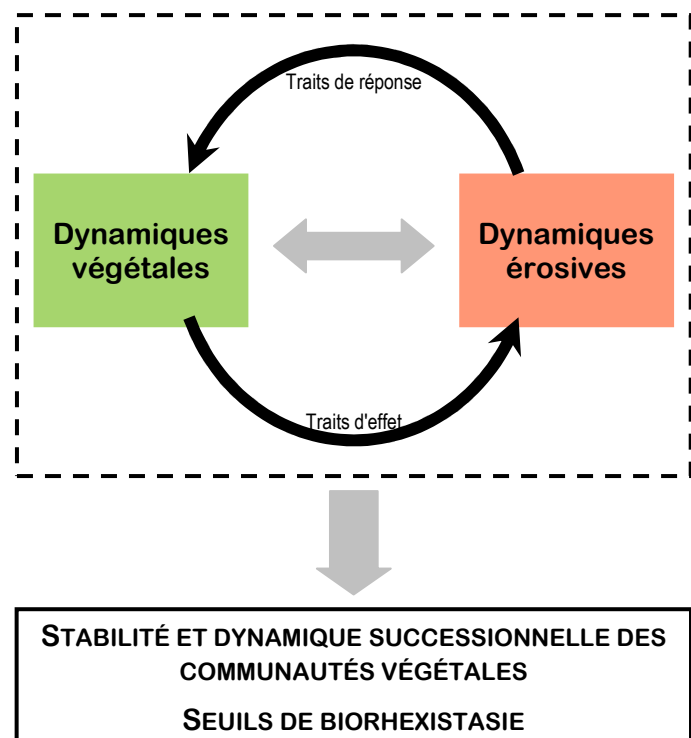 Traits de réponse
Dynamiques
végétales
Dynamiques
érosives
Traits d'effet
STABILITÉ ET DYNAMIQUE SUCCESSIONNELLE DES
COMMUNAUTÉS VÉGÉTALES
SEUILS DE BIORHEXISTASIE